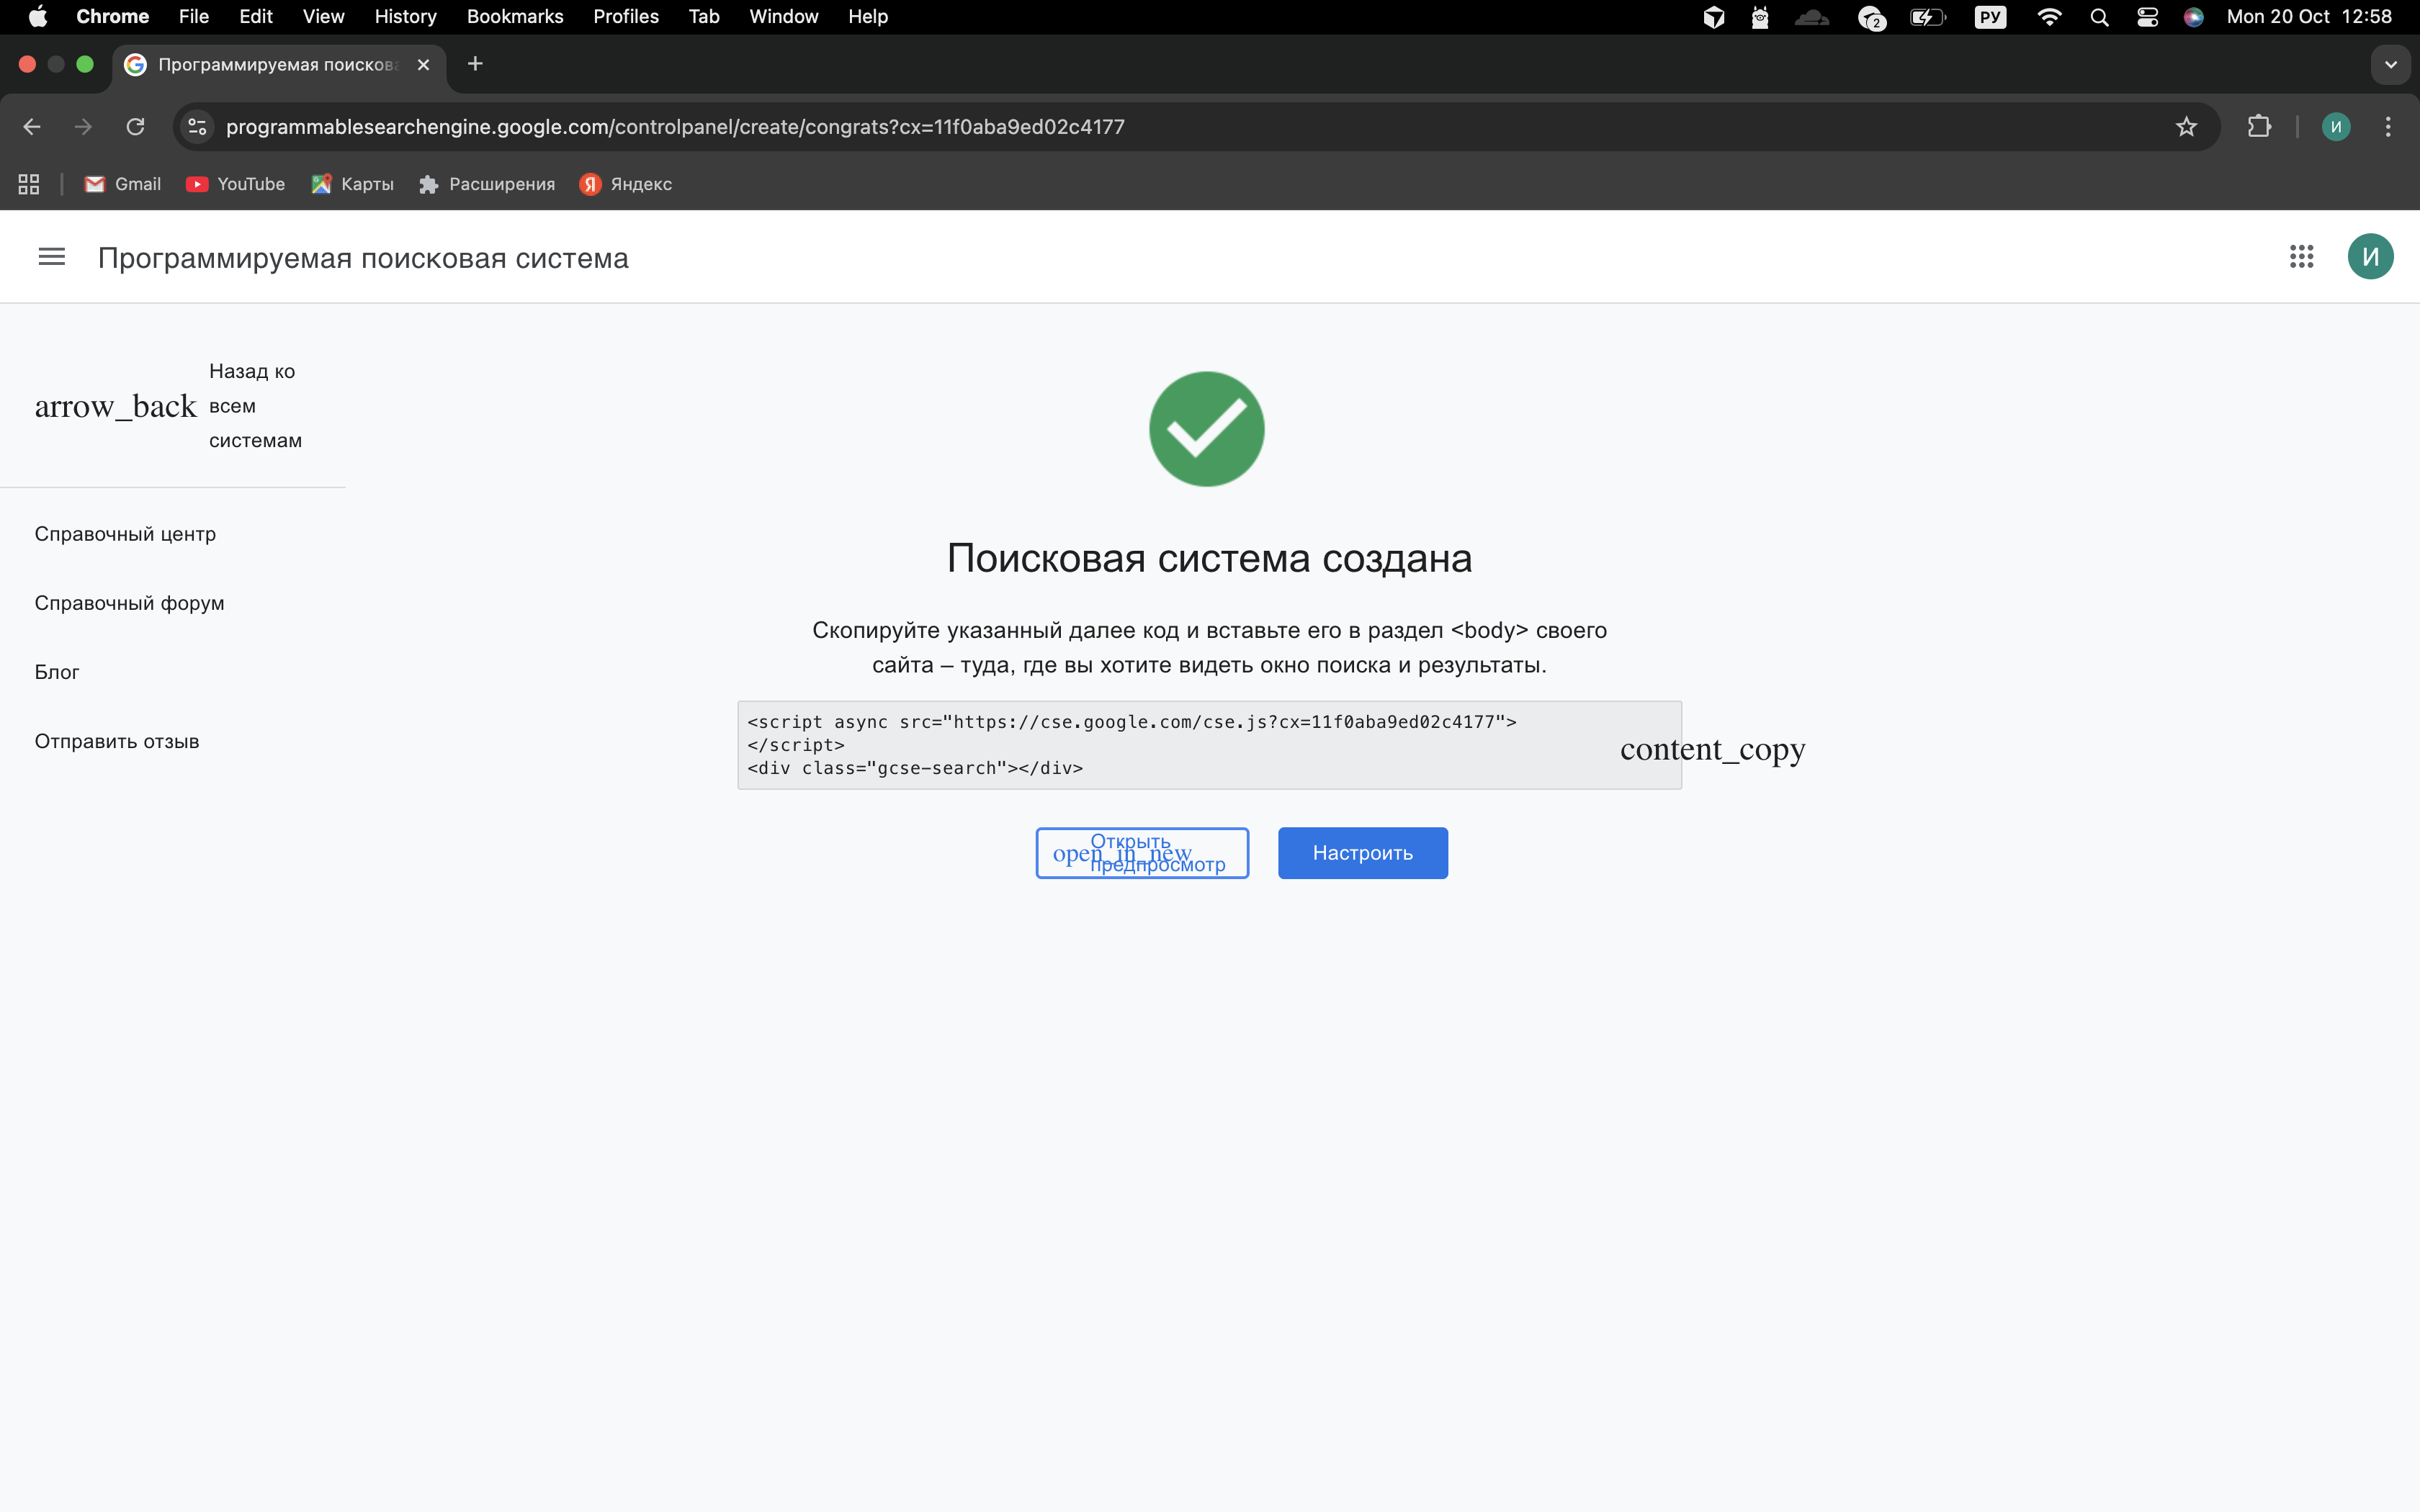 Chrome File Edit View History Bookmarks Profiles Tab Window Help 2 РУ Mon 20 Oct 12:58
Программируемая поискова
programmablesearchengine.google.com/controlpanel/create/congrats?cx=11f0aba9ed02c4177 И
Gmail YouTube Карты Расширения Я Яндекс
Программируемая поисковая система И
arrow_back
Назад ко
всем
системам
Справочный центр
Справочный форум
Блог
Отправить отзыв
Поисковая система создана
Скопируйте указанный далее код и вставьте его в раздел <body> своего
сайта – туда, где вы хотите видеть окно поиска и результаты.
<script async src="https://cse.google.com/cse.js?cx=11f0aba9ed02c4177">
</script>
<div class="gcse-search"></div>
content_copy
open_in_new
Открыть
предпросмотр
Настроить